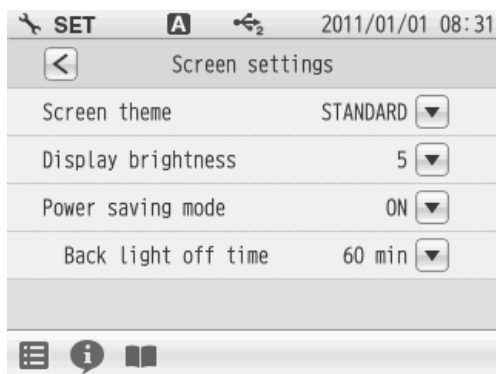 SET A 2 2011/01/01 08:31
< Screen settings
Screen theme STANDARD
Display brightness 5
Power saving mode ON
Back light off time 60 min
i